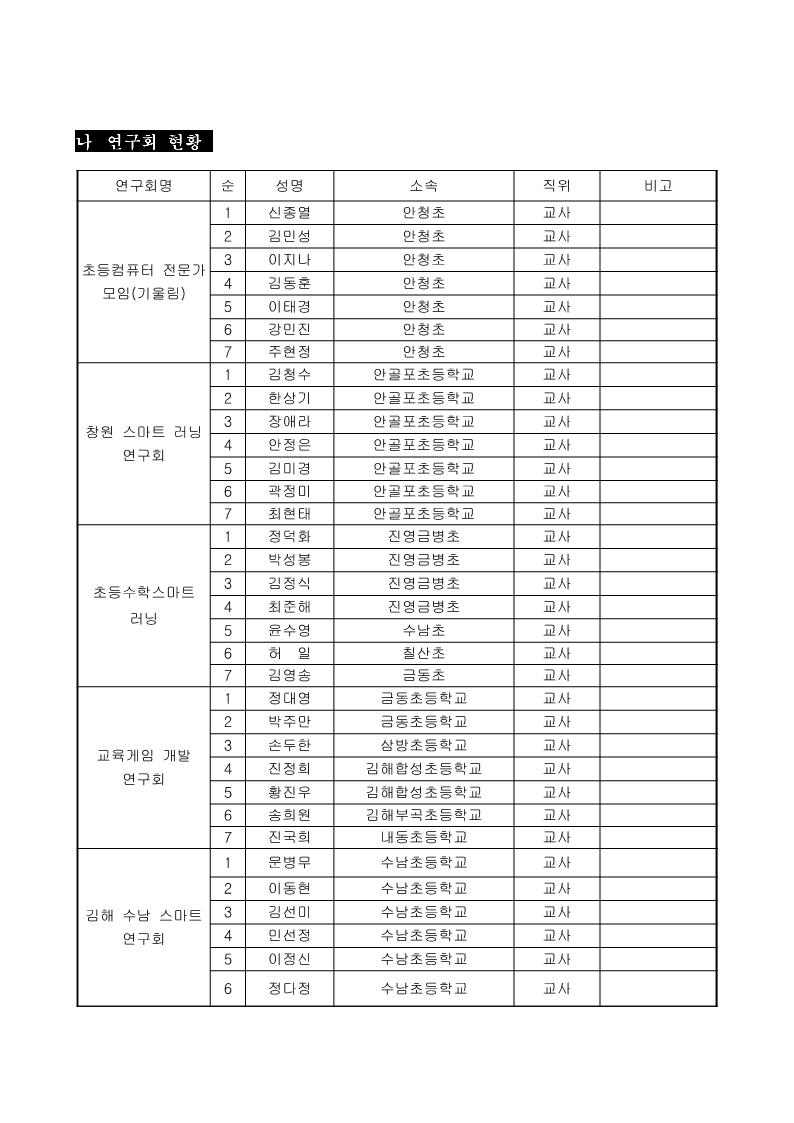 나 연구회 현황
연구회명 순 성명 소속 직위 비고
초등컴퓨터 전문가
모임(기울림)
1 신종열 안청초 교사
2 김민성 안청초 교사
3 이지나 안청초 교사
4 김동훈 안청초 교사
5 이태경 안청초 교사
6 강민진 안청초 교사
7 주현정 안청초 교사
창원 스마트 러닝
연구회
1 김청수 안골포초등학교 교사
2 한상기 안골포초등학교 교사
3 장애라 안골포초등학교 교사
4 안정은 안골포초등학교 교사
5 김미경 안골포초등학교 교사
6 곽정미 안골포초등학교 교사
7 최현태 안골포초등학교 교사
초등수학스마트
러닝
1 정덕화 진영금병초 교사
2 박성봉 진영금병초 교사
3 김정식 진영금병초 교사
4 최준해 진영금병초 교사
5 윤수영 수남초 교사
6 허 일 칠산초 교사
7 김영송 금동초 교사
교육게임 개발
연구회
1 정대영 금동초등학교 교사
2 박주만 금동초등학교 교사
3 손두한 삼방초등학교 교사
4 진정희 김해합성초등학교 교사
5 황진우 김해합성초등학교 교사
6 송희원 김해부곡초등학교 교사
7 진국희 내동초등학교 교사
김해 수남 스마트
연구회
1 문병무 수남초등학교 교사
2 이동현 수남초등학교 교사
3 김선미 수남초등학교 교사
4 민선정 수남초등학교 교사
5 이정신 수남초등학교 교사
6 정다정 수남초등학교 교사